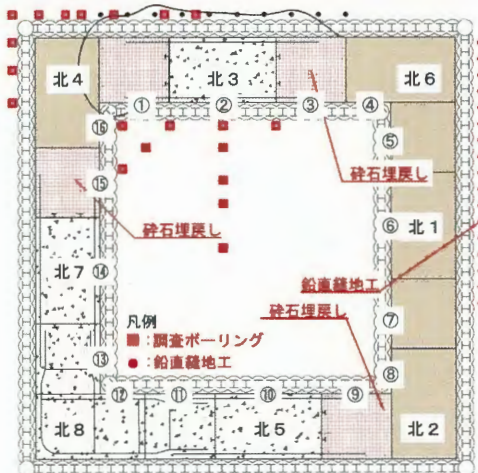 北4
北3
北6
①
②
③
④
⑯
⑤
砕石埋戻し
⑮
砕石埋戻し
⑥
北1
北7
⑭
鉛直縫地工
砕石埋戻し
凡例
⑦
:調査ボーリング
⑬
:鉛直縫地工
⑧
⑫
⑪
⑩
⑨
北8
北5
北2